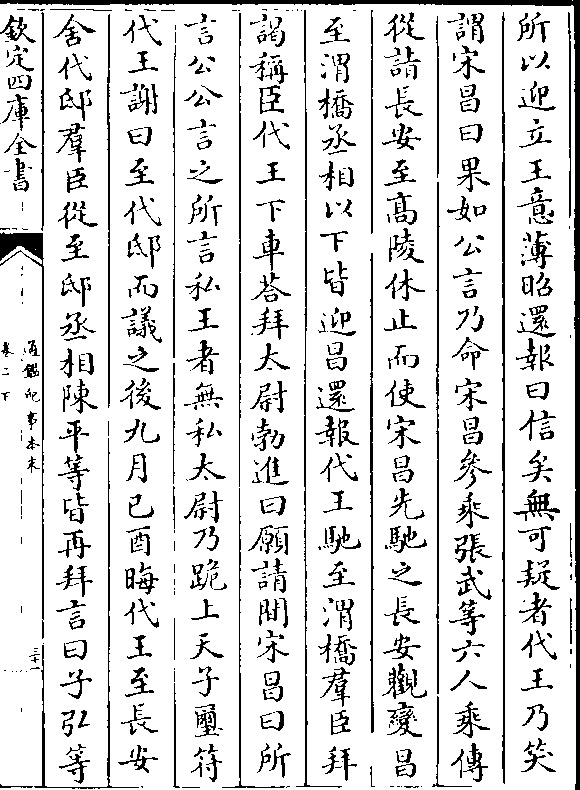 所以迎立王意薄昭還報曰信矣無可疑者代王乃笑
謂宋昌曰果如公言乃命宋昌參乘張武等六人乘傳
從詣長安至髙陵休止而使宋昌先馳之長安觀變昌
至渭橋丞相以下皆迎昌還報代王馳至渭橋羣臣拜
謁稱臣代王下車荅拜太尉勃進曰願請閒宋昌曰所
言公公言之所言私王者無私太尉乃跪上天子璽符
代王謝曰至代邸而議之後九月己酉晦代王至長安
舍代邸羣臣從至邸丞相陳平等皆再拜言曰子弘等
欽定四庫全書
通鑑紀事本末
卷二下
三十一